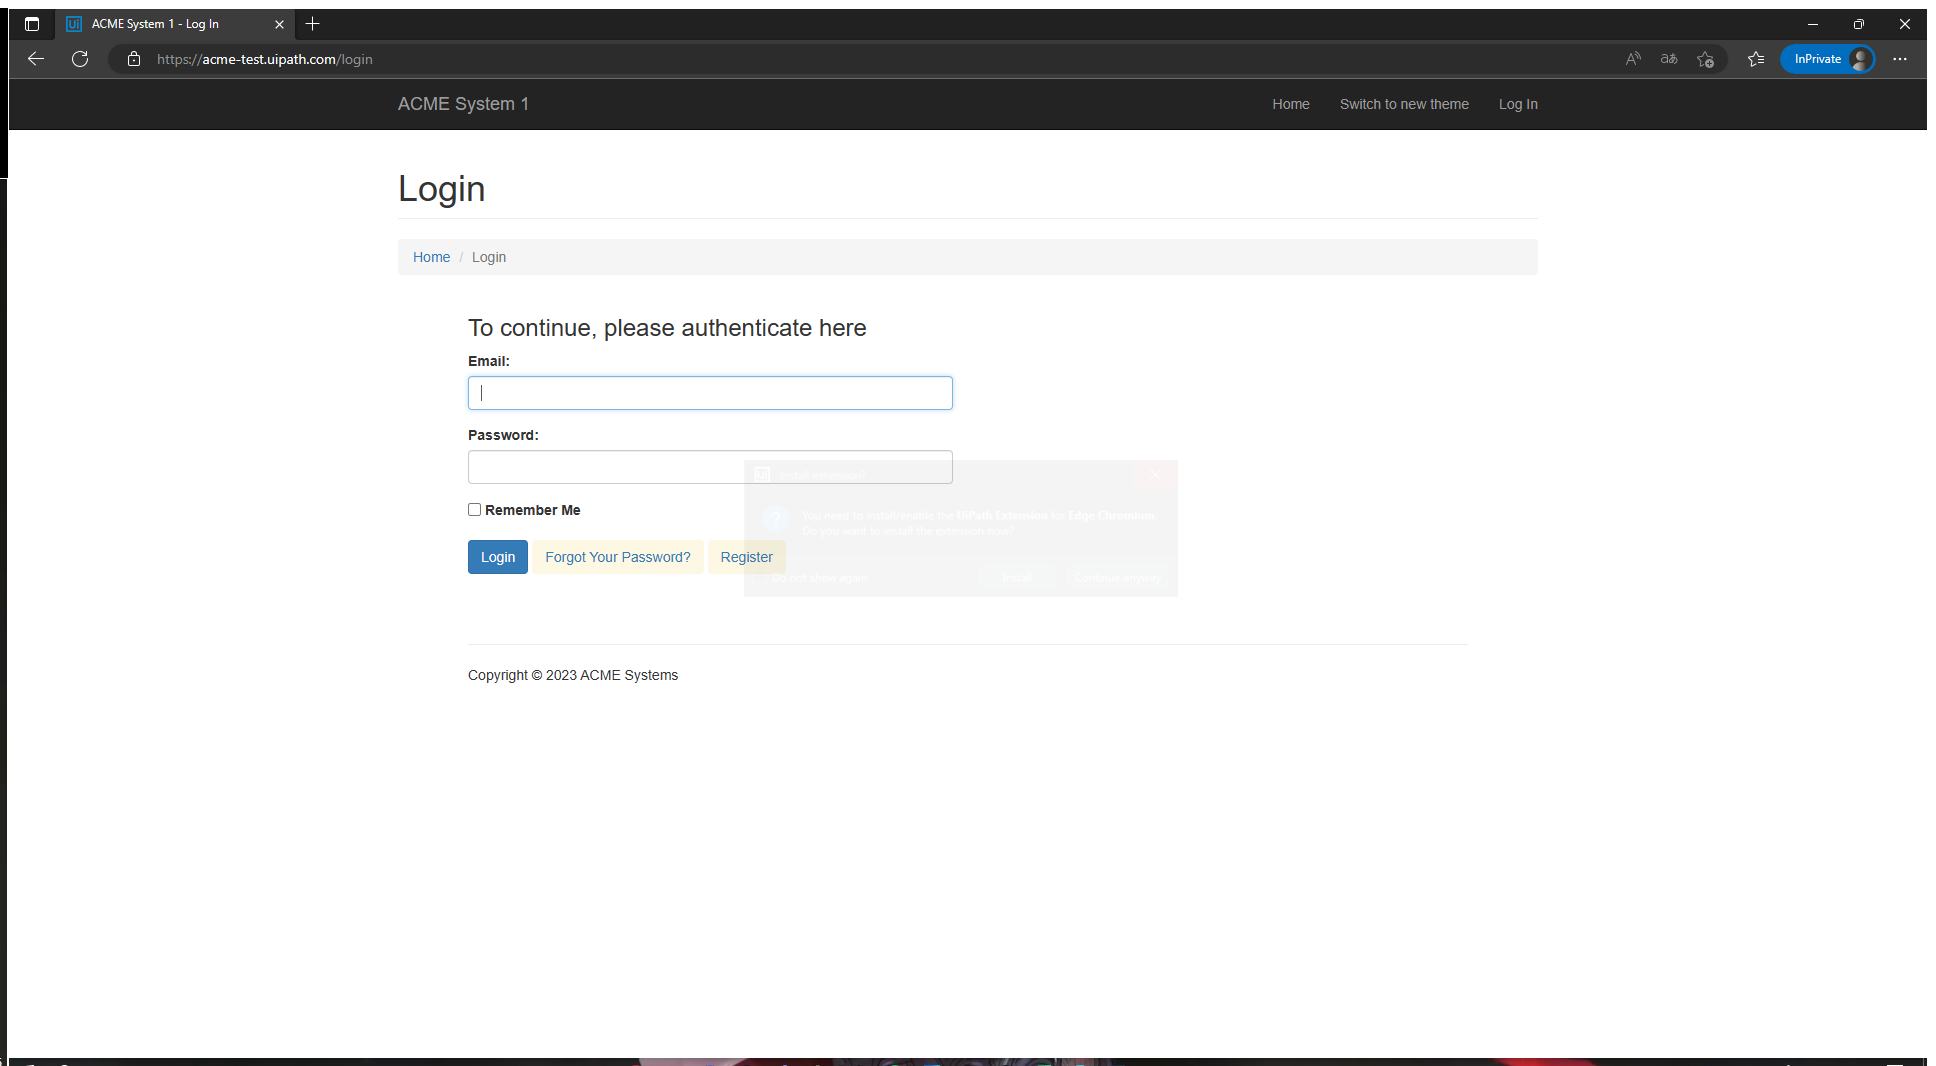 ACME System 1 - Log In
https://acme-test.uipath.com/login
InPrivate
ACME System 1
Home
Switch to new theme
Log In
Login
Home / Login
To continue, please authenticate here
Email:
Password:
Install extension?
You need to install/enable the UiPath Extension for Edge Chromium.
Do you want to install the extension now?
Remember Me
Login
Forgot Your Password?
Register
Do not show again
Install
Continue anyway
Copyright © 2023 ACME Systems